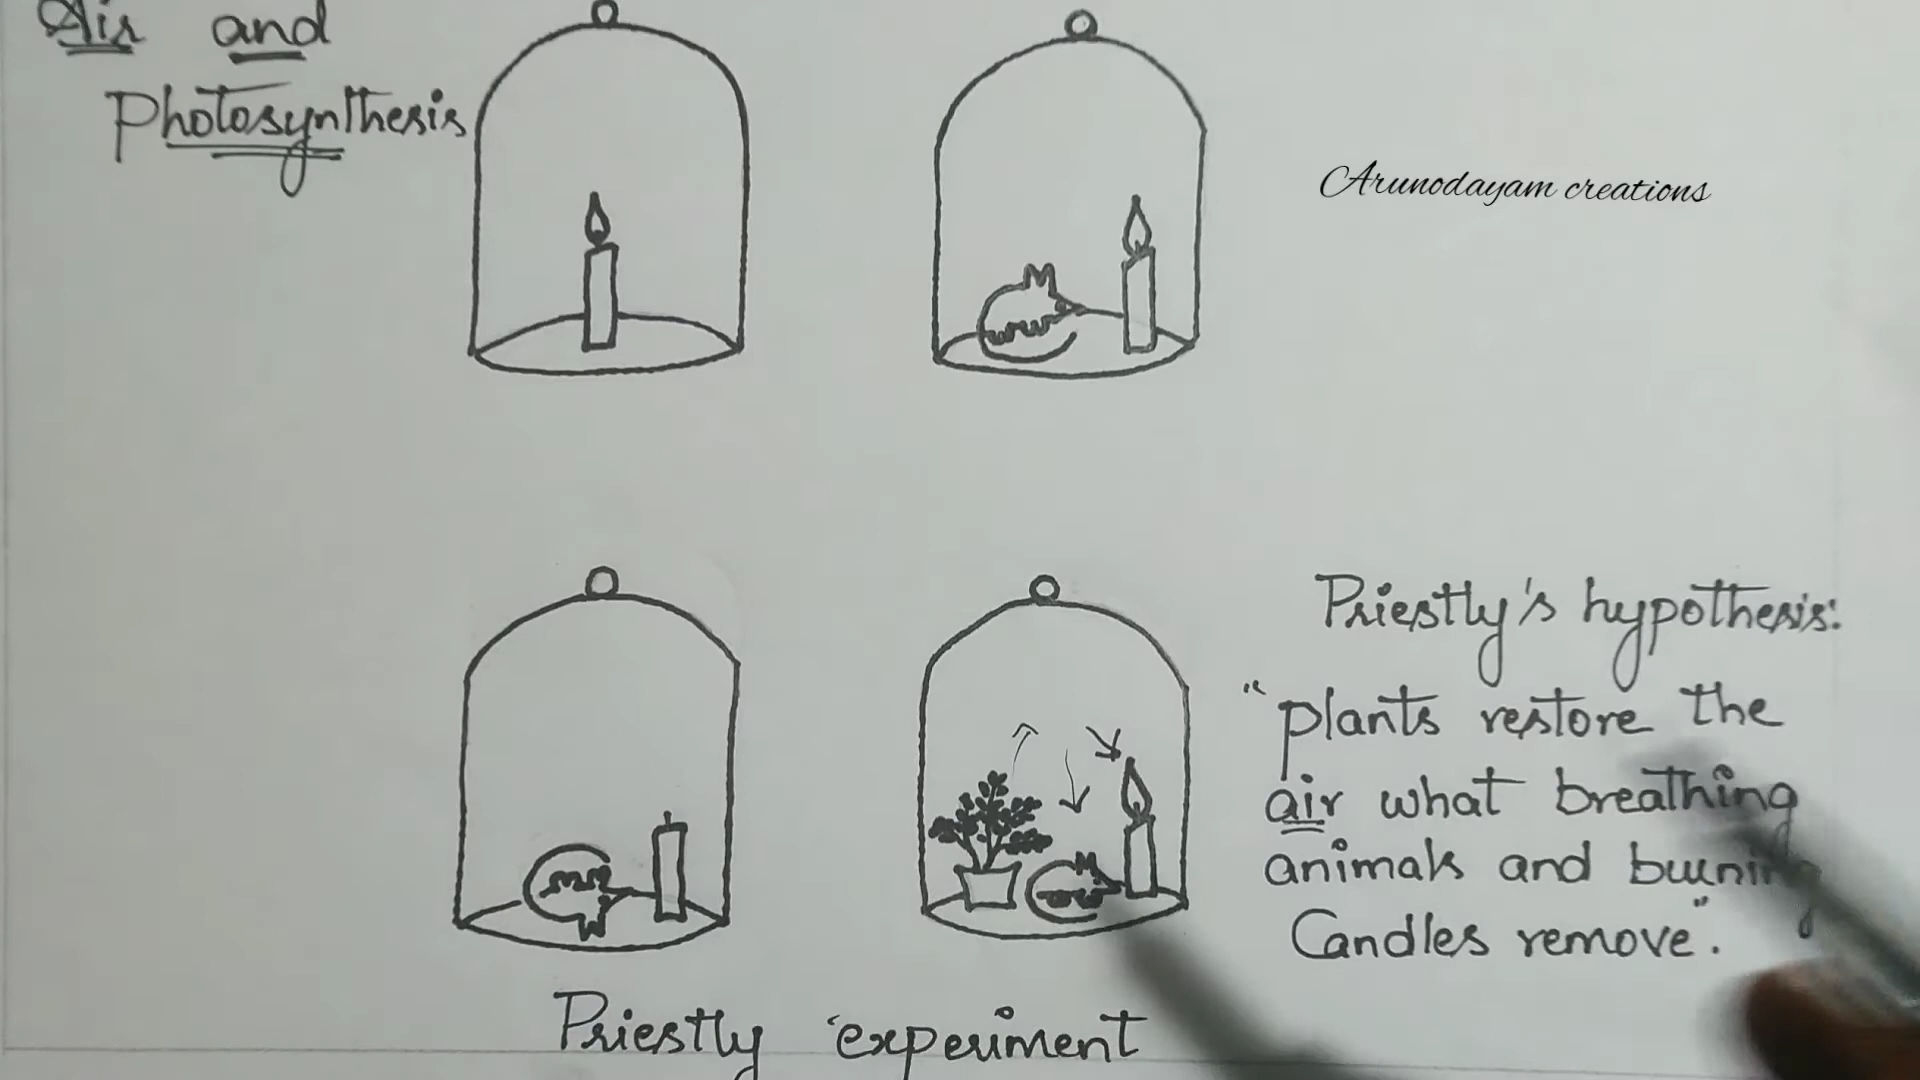 Air and
Photosynthesis
Arunodayam creations
Priestly's hypothesis:
"plants restore the
air what breathing
animals and burning
Candles remove".
Priestly experiment